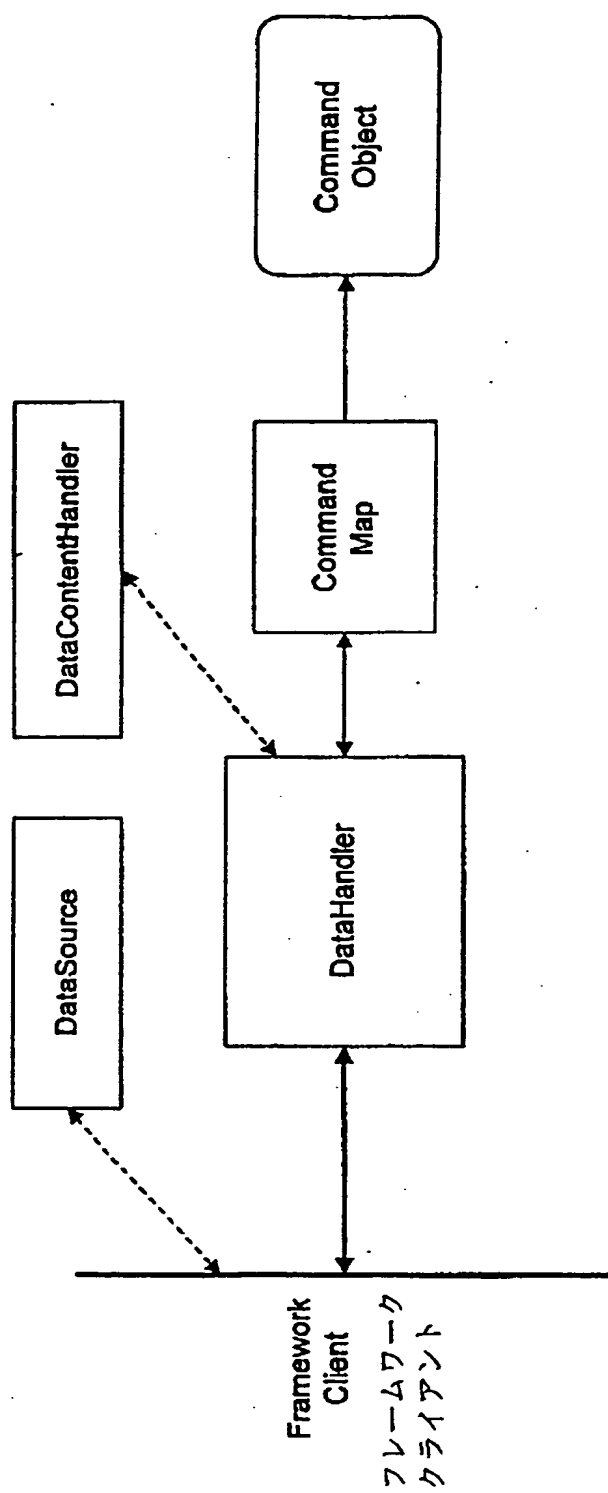 DataSource
DataContentHandler
Framework
Client
フレームワーク
クライアント
DataHandler
Command
Map
Command
Object